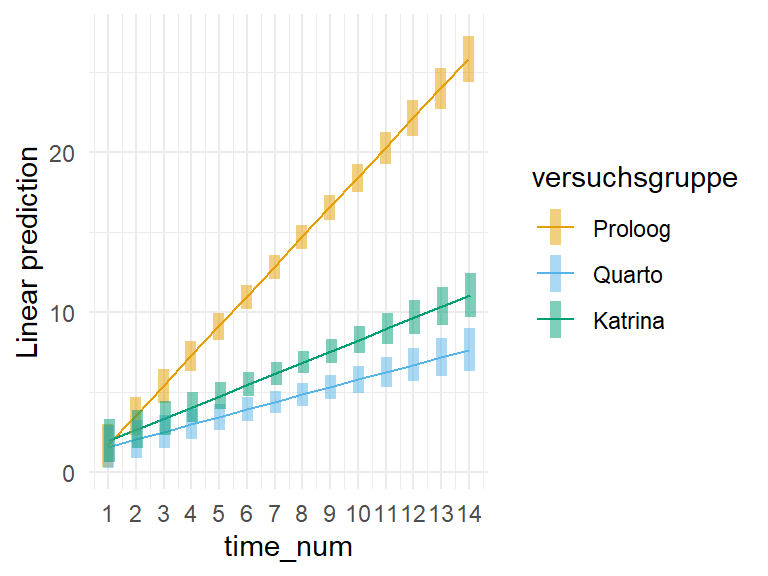 Linear prediction
20
10
0
1 2 3 4 5 6 7 8 9 10 11 12 13 14
time_num
versuchsgruppe
Proloog
Quarto
Katrina